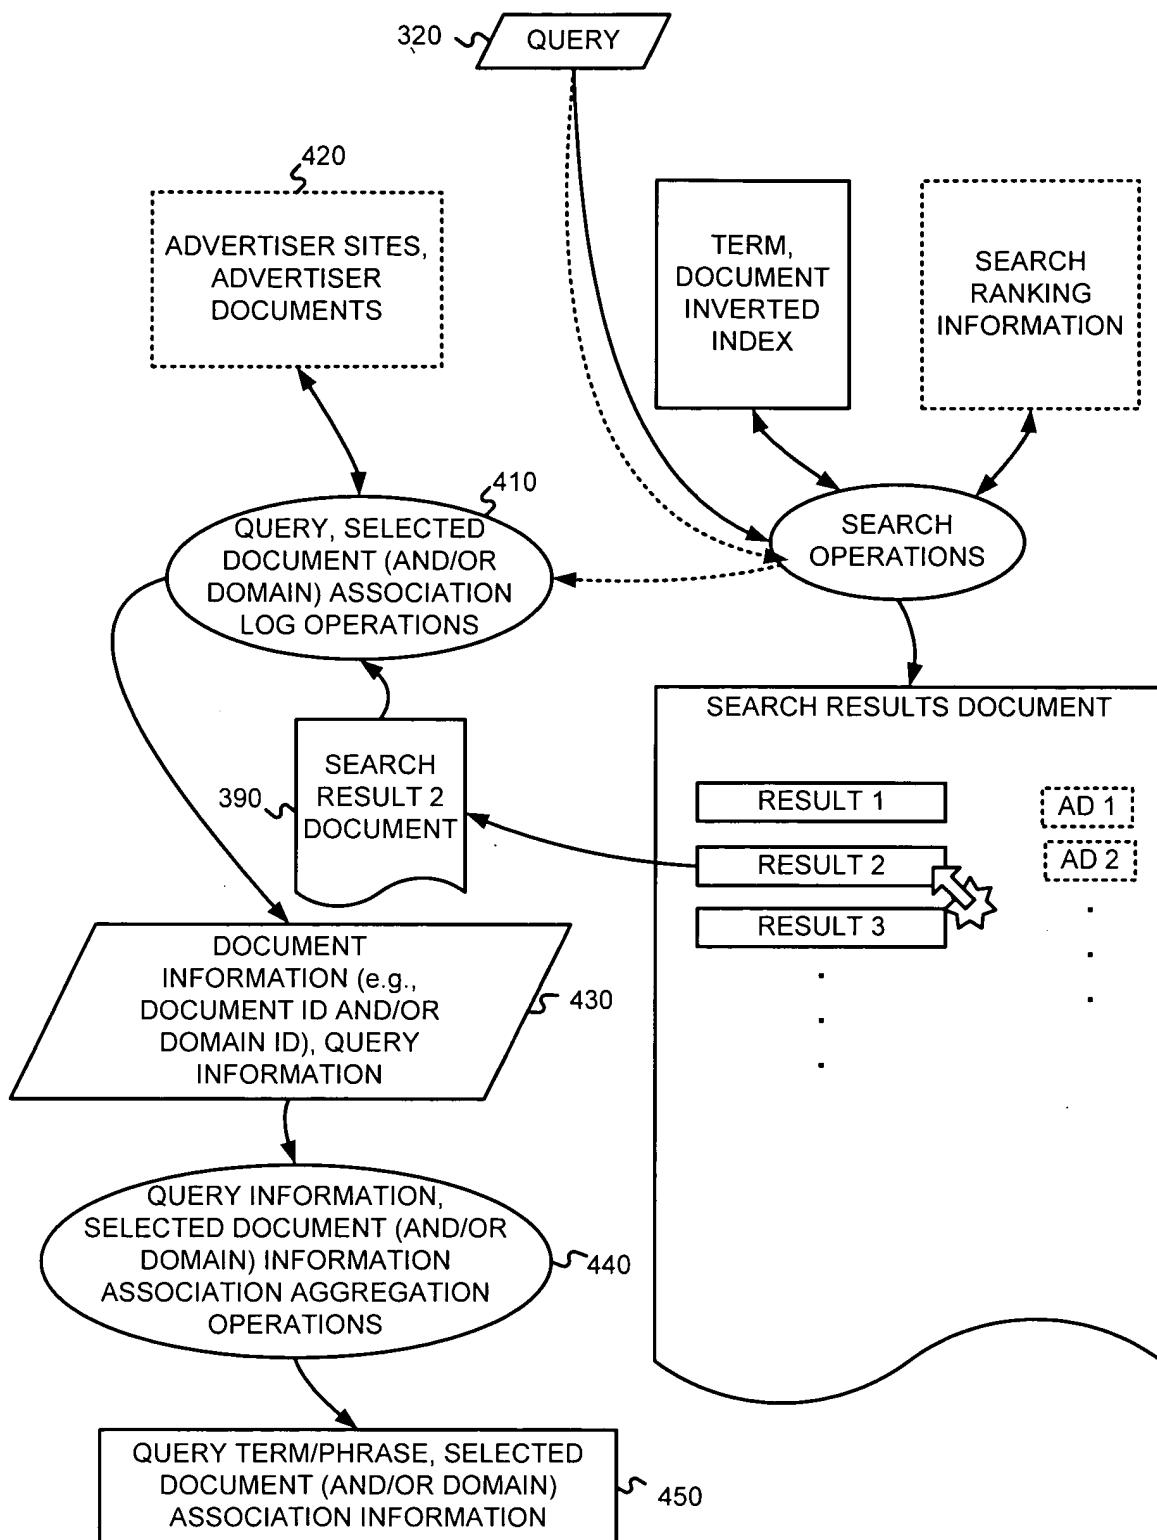 320
QUERY
420
ADVERTISER SITES,
ADVERTISER
DOCUMENTS
TERM,
DOCUMENT
INVERTED
INDEX
SEARCH
RANKING
INFORMATION
410
QUERY, SELECTED
DOCUMENT (AND/OR
DOMAIN) ASSOCIATION
LOG OPERATIONS
SEARCH
OPERATIONS
SEARCH RESULTS DOCUMENT
390
SEARCH
RESULT 2
DOCUMENT
RESULT 1
AD 1
RESULT 2
AD 2
RESULT 3
DOCUMENT
INFORMATION (e.g.,
DOCUMENT ID AND/OR
DOMAIN ID), QUERY
INFORMATION
430
QUERY INFORMATION,
SELECTED DOCUMENT (AND/OR
DOMAIN) INFORMATION
ASSOCIATION AGGREGATION
OPERATIONS
440
QUERY TERM/PHRASE, SELECTED
DOCUMENT (AND/OR DOMAIN)
ASSOCIATION INFORMATION
450